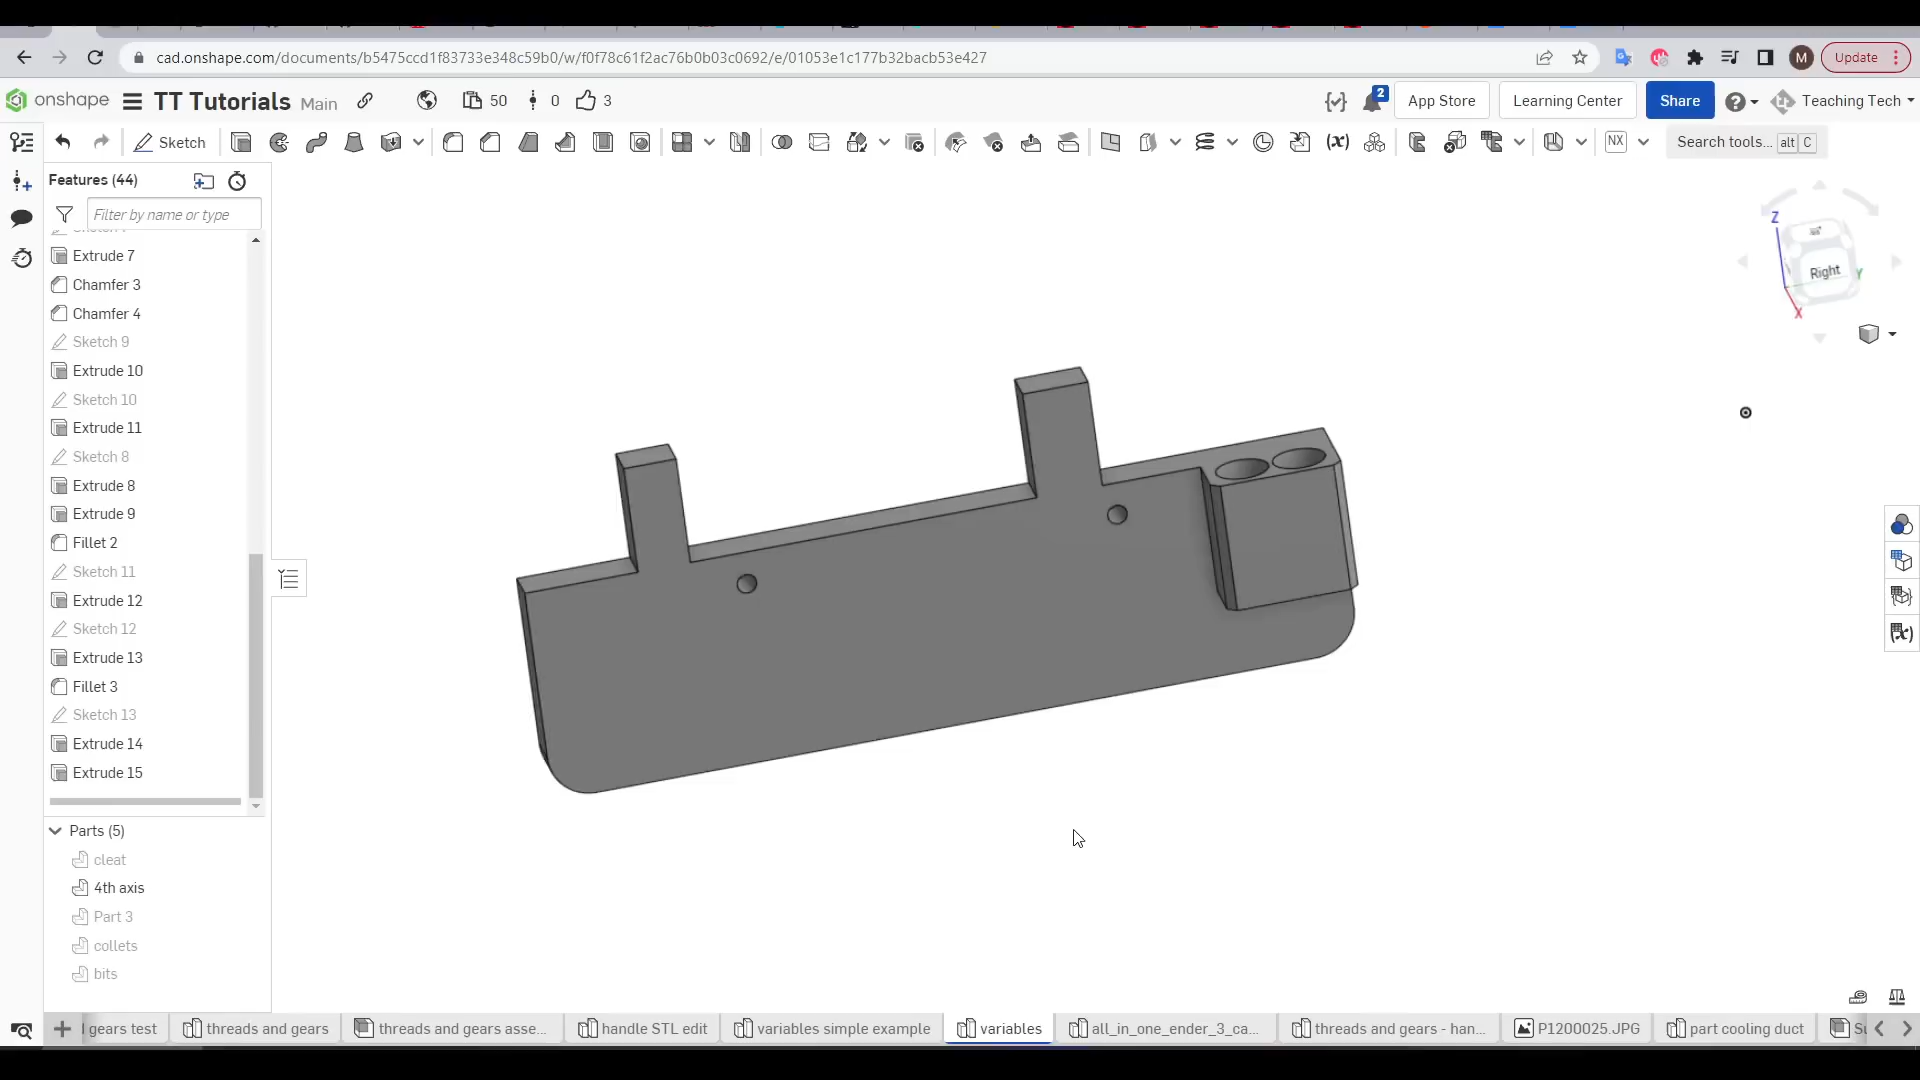 cad.onshape.com/documents/b5475ccd1f83733e348c59b0/w/f0f78c61f2ac76b0b03c0692/e/01053e1c177b32bacb53e427
M
Update
onshape
TT Tutorials Main
50
0
3
2
App Store
Learning Center
Share
Teaching Tech
Sketch
(x)
NX
Search tools... alt C
Features (44)
Filter by name or type
Extrude 7
Chamfer 3
Chamfer 4
Sketch 9
Extrude 10
Sketch 10
Extrude 11
Sketch 8
Extrude 8
Extrude 9
Fillet 2
Sketch 11
Extrude 12
Sketch 12
Extrude 13
Fillet 3
Sketch 13
Extrude 14
Extrude 15
Parts (5)
cleat
4th axis
Part 3
collets
bits
Z
Right
Y
X
(x)
gears test
threads and gears
threads and gears asse...
handle STL edit
variables simple example
variables
all_in_one_ender_3_ca...
threads and gears - han...
P1200025.JPG
part cooling duct